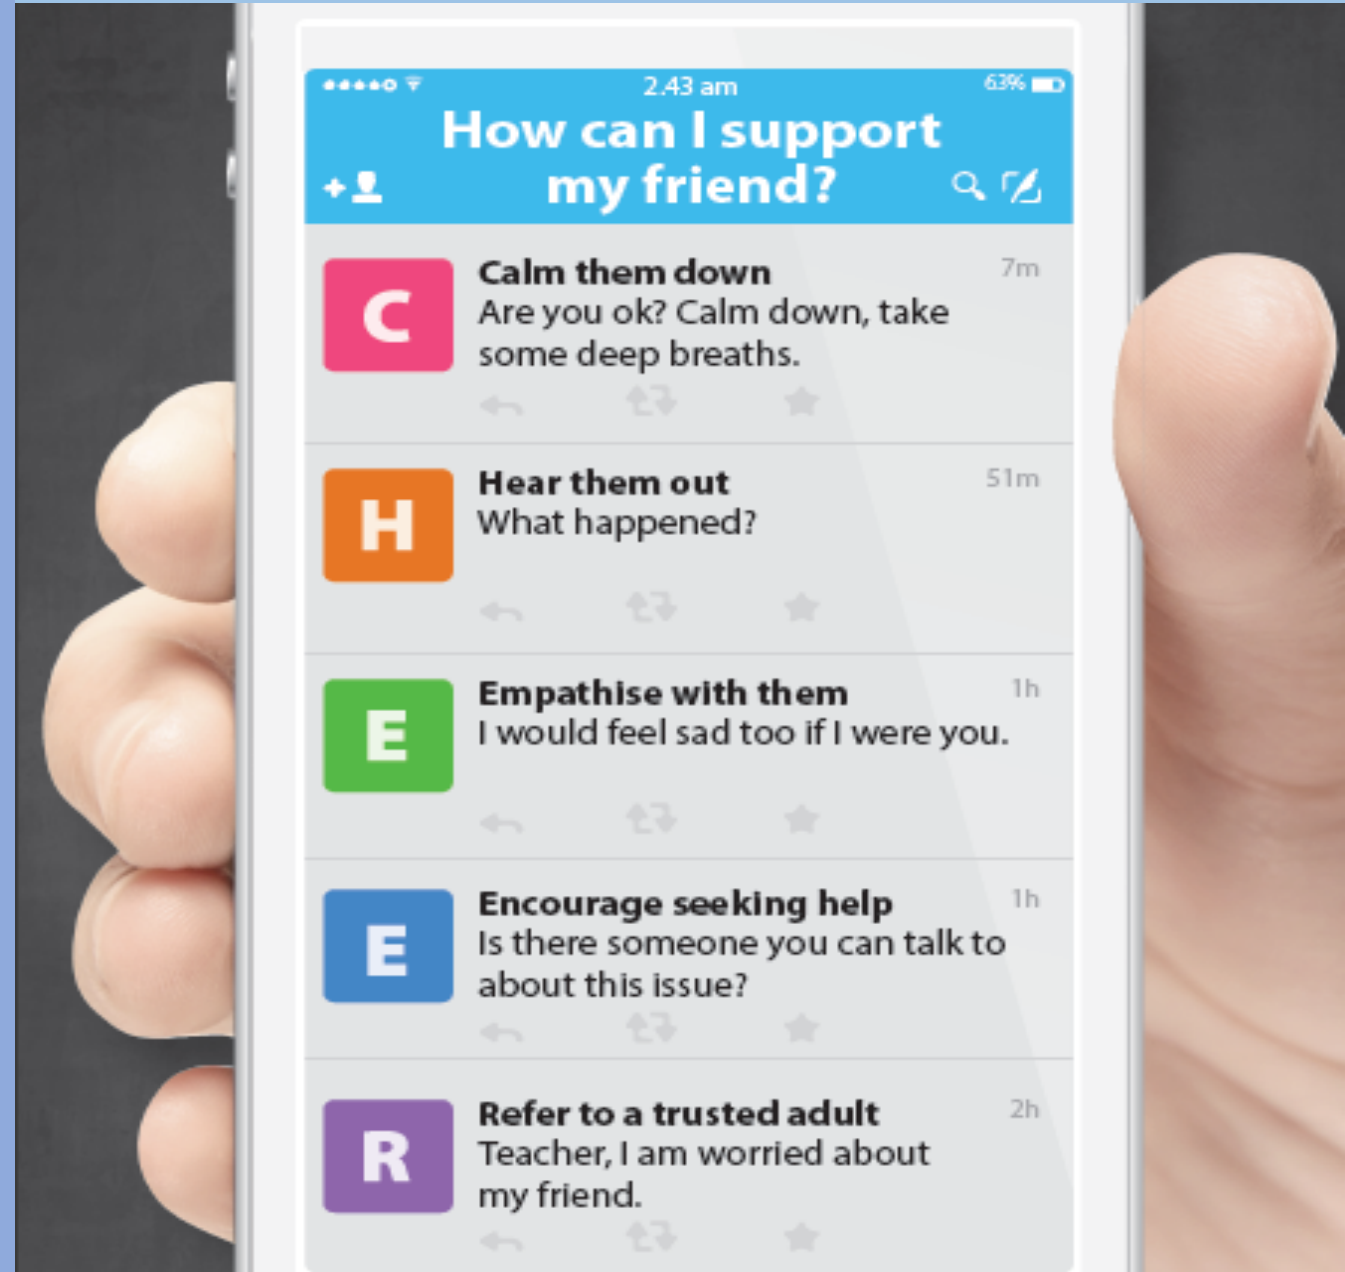 2.43 am
63%
How can I support
my friend?
C
Calm them down
7m
Are you ok? Calm down, take
some deep breaths.
H
Hear them out
51m
What happened?
E
Empathise with them
1h
I would feel sad too if I were you.
E
Encourage seeking help
1h
Is there someone you can talk to
about this issue?
R
Refer to a trusted adult
2h
Teacher, I am worried about
my friend.